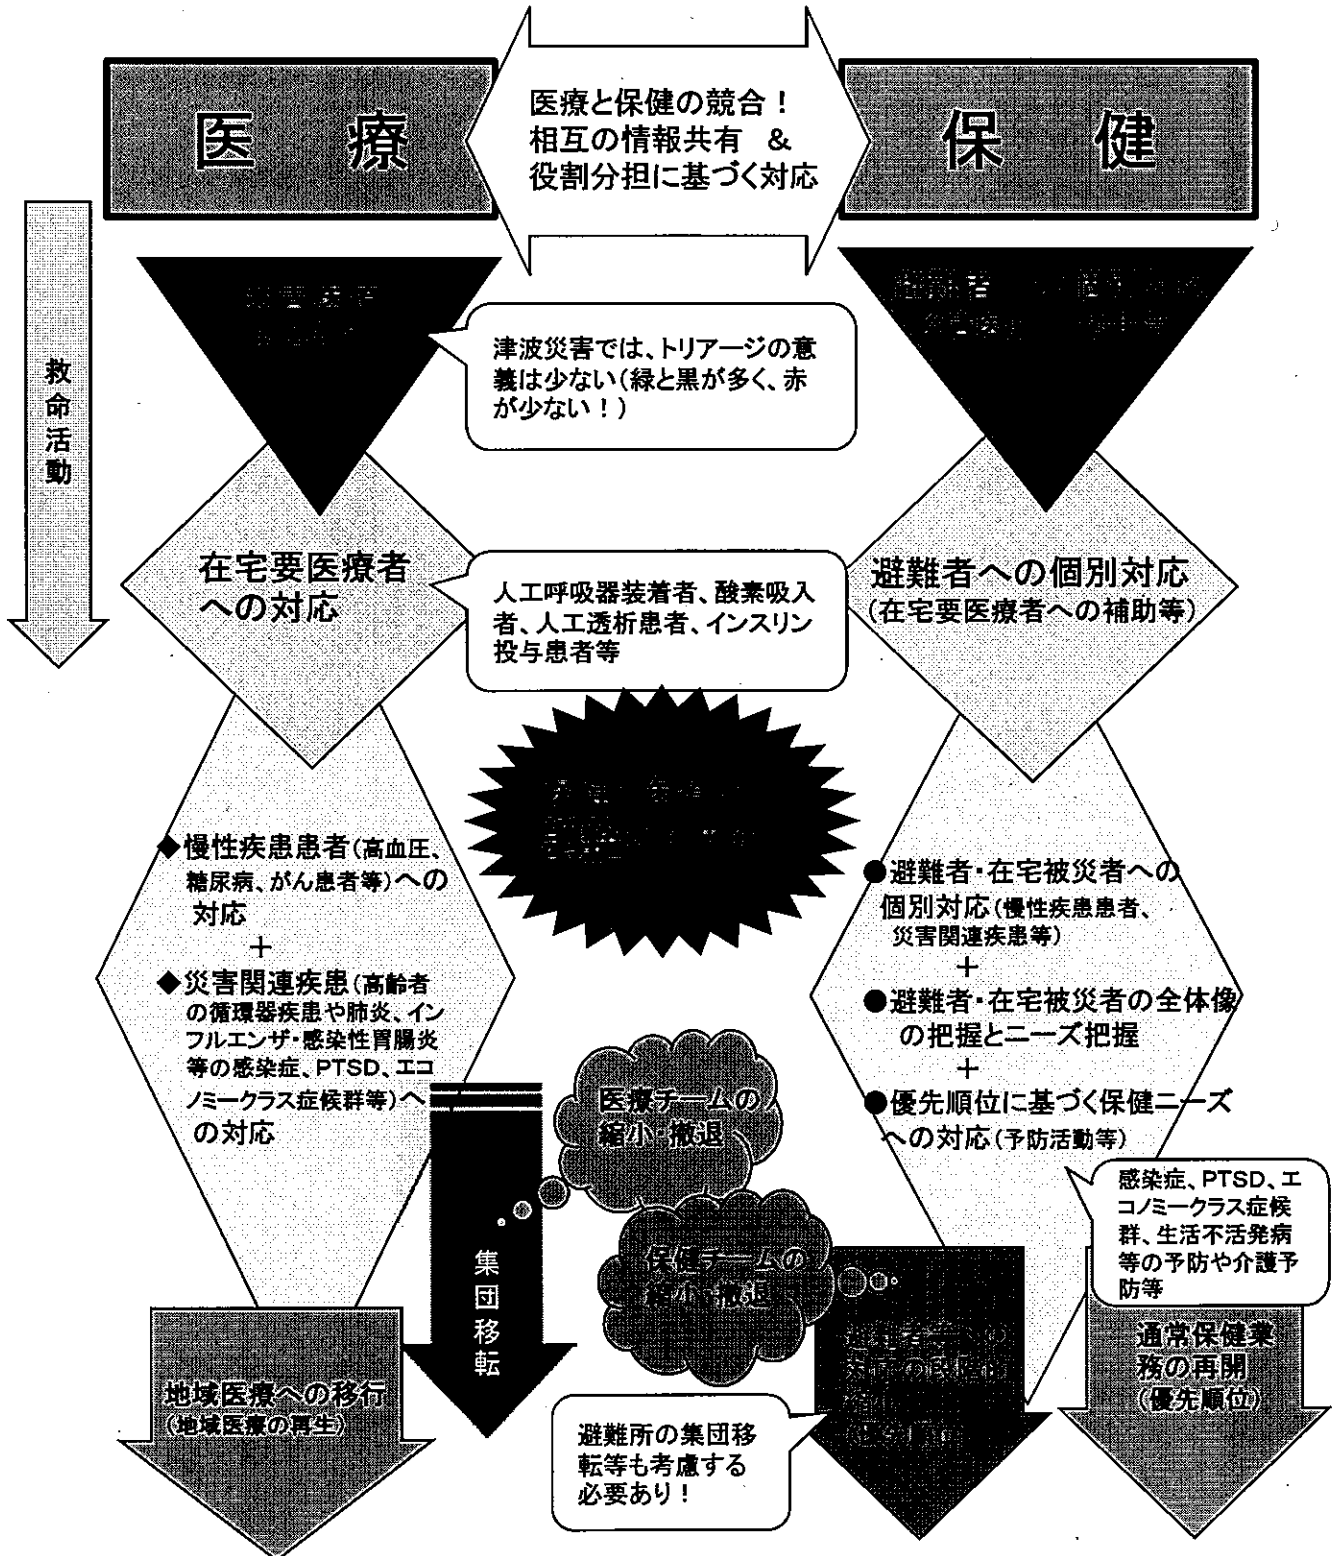 医療
医療と保健の競合！
相互の情報共有 ＆
役割分担に基づく対応
保健
救命活動
津波災害では、トリアージの意
義は少ない（緑と黒が多く、赤
が少ない！）
在宅要医療者
への対応
人工呼吸器装着者、酸素吸入
者、人工透析患者、インスリン
投与患者等
避難者への個別対応
（在宅要医療者への補助等）
◆慢性疾患患者（高血圧、
糖尿病、がん患者等）への
対応
＋
◆災害関連疾患（高齢者
の循環器疾患や肺炎、イン
フルエンザ・感染性胃腸炎
等の感染症、PTSD、エコ
ノミークラス症候群等）へ
の対応
●避難者・在宅被災者への
個別対応（慢性疾患患者、
災害関連疾患等）
＋
●避難者・在宅被災者の全体像
の把握とニーズ把握
＋
●優先順位に基づく保健ニーズ
への対応（予防活動等）
医療チームの
縮小・撤退
感染症、PTSD、エ
コノミークラス症候
群、生活不活発病
等の予防や介護予
防等
保健チームの
縮小・撤退
集団移転
地域医療への移行
（地域医療の再生）
通常保健業
務の再開
（優先順位）
避難所の集団移
転等も考慮する
必要あり！